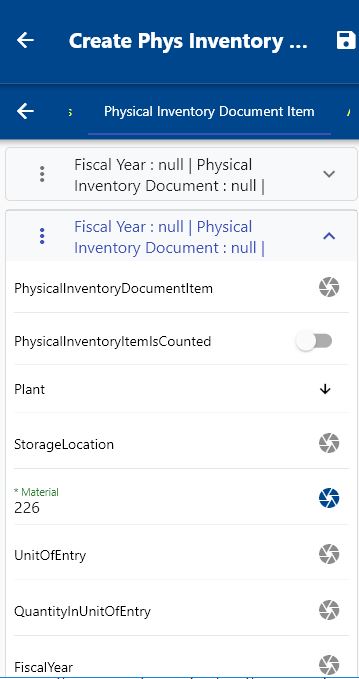 Create Phys Inventory ...
Physical Inventory Document Item
Fiscal Year : null | Physical
Inventory Document : null |
Fiscal Year : null | Physical
Inventory Document : null |
PhysicalInventoryDocumentItem
PhysicalInventoryItemIsCounted
Plant
StorageLocation
* Material
226
UnitOfEntry
QuantityInUnitOfEntry
FiscalYear